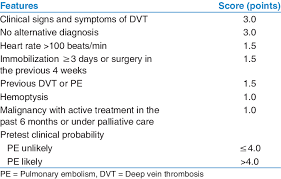 Features Score (points)
Clinical signs and symptoms of DVT 3.0
No alternative diagnosis 3.0
Heart rate >100 beats/min 1.5
Immobilization ≥3 days or surgery in 1.5
the previous 4 weeks
Previous DVT or PE 1.5
Hemoptysis 1.0
Malignancy with active treatment in the 1.0
past 6 months or under palliative care
Pretest clinical probability
PE unlikely ≤4.0
PE likely >4.0
PE = Pulmonary embolism, DVT = Deep vein thrombosis